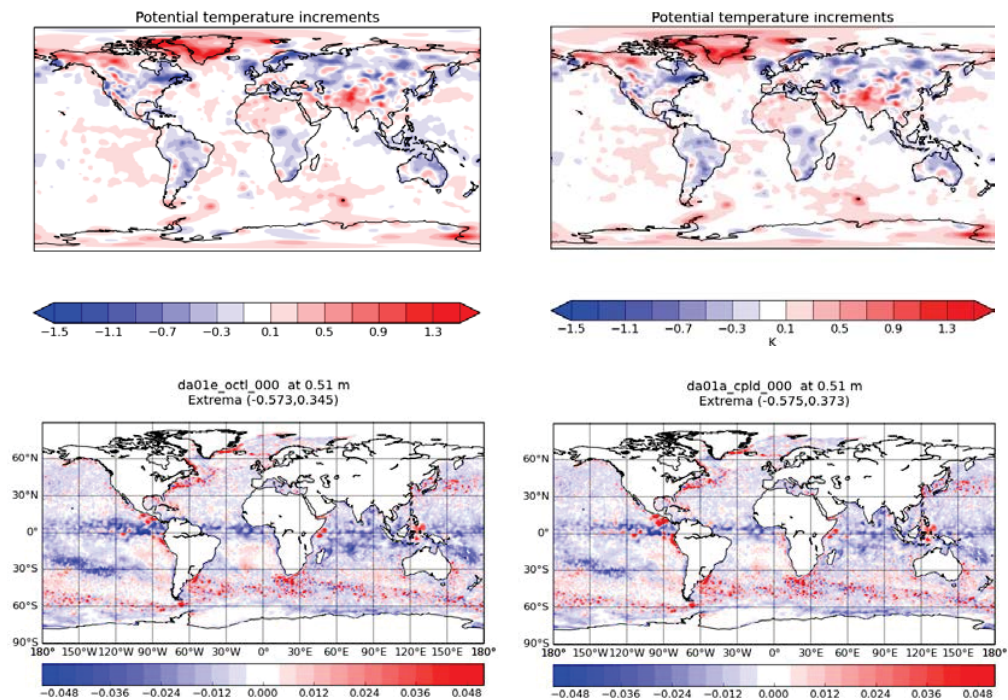 Potential temperature increments
−1.5 −1.1 −0.7 −0.3 0.1 0.5 0.9 1.3
Potential temperature increments
−1.5 −1.1 −0.7 −0.3 0.1 0.5 0.9 1.3
K
da01e_octl_000 at 0.51 m
Extrema (-0.573,0.345)
60°N
30°N
0°
30°S
60°S
90°S
180° 150°W 120°W 90°W 60°W 30°W 0° 30°E 60°E 90°E 120°E 150°E 180°
−0.048 −0.036 −0.024 −0.012 0.000 0.012 0.024 0.036 0.048
da01a_cpld_000 at 0.51 m
Extrema (-0.575,0.373)
60°N
30°N
0°
30°S
60°S
90°S
180° 150°W 120°W 90°W 60°W 30°W 0° 30°E 60°E 90°E 120°E 150°E 180°
−0.048 −0.036 −0.024 −0.012 0.000 0.012 0.024 0.036 0.048